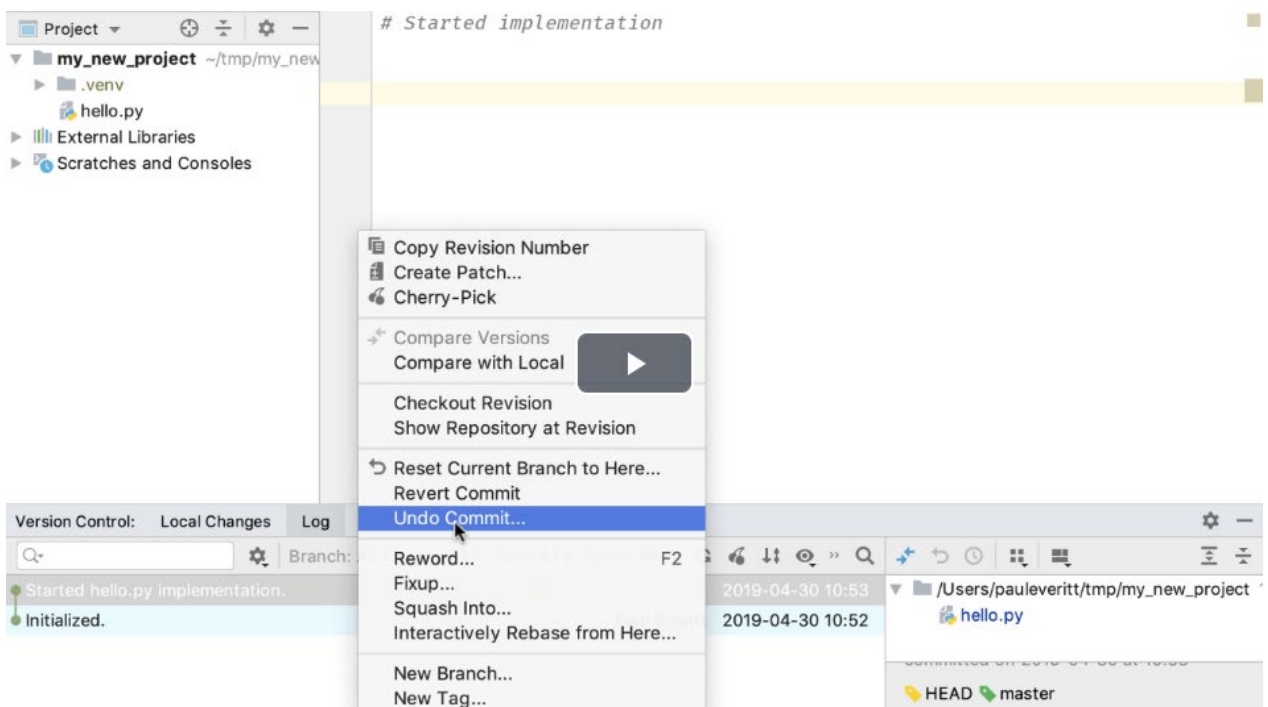 Project
# Started implementation
my_new_project ~/tmp/my_new
.venv
hello.py
External Libraries
Scratches and Consoles
Copy Revision Number
Create Patch...
Cherry-Pick
Compare Versions
Compare with Local
Checkout Revision
Show Repository at Revision
Reset Current Branch to Here...
Revert Commit
Undo Commit...
Reword... F2
Fixup...
Squash Into...
Interactively Rebase from Here...
New Branch...
New Tag...
Version Control: Local Changes Log
Branch:
Started hello.py implementation. 2019-04-30 10:53
Initialized. 2019-04-30 10:52
/Users/pauleveritt/tmp/my_new_project
hello.py
HEAD master